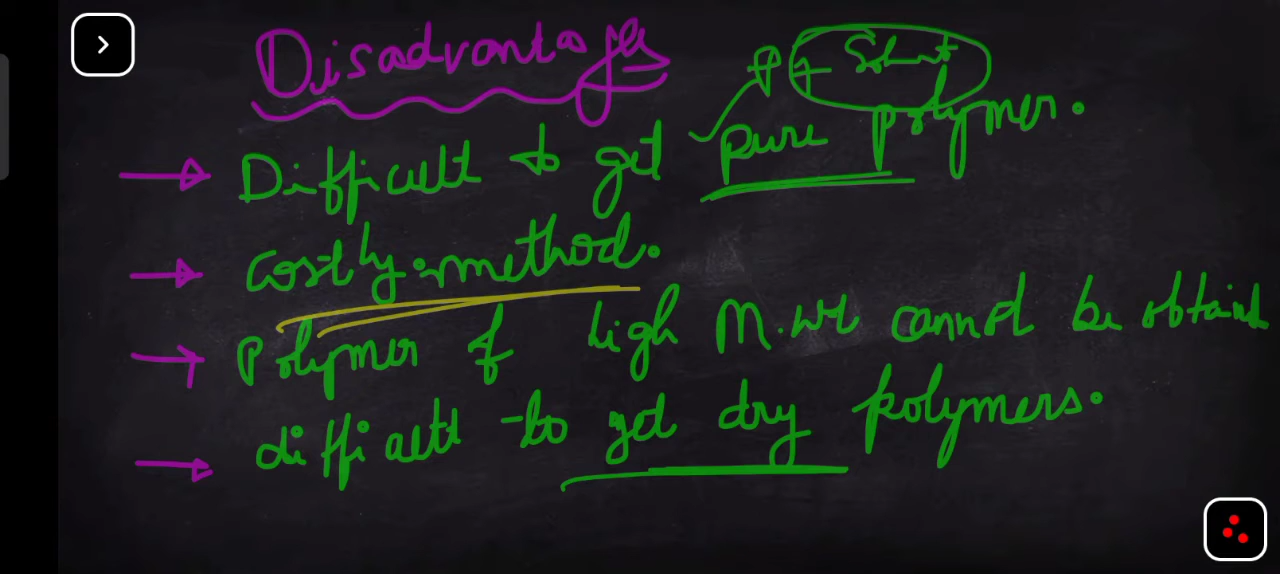 Disadvantages
P + Solvent
Difficult to get pure polymer.
Costly method.
Polymer of high M.wt cannot be obtained
difficult to get dry polymers.